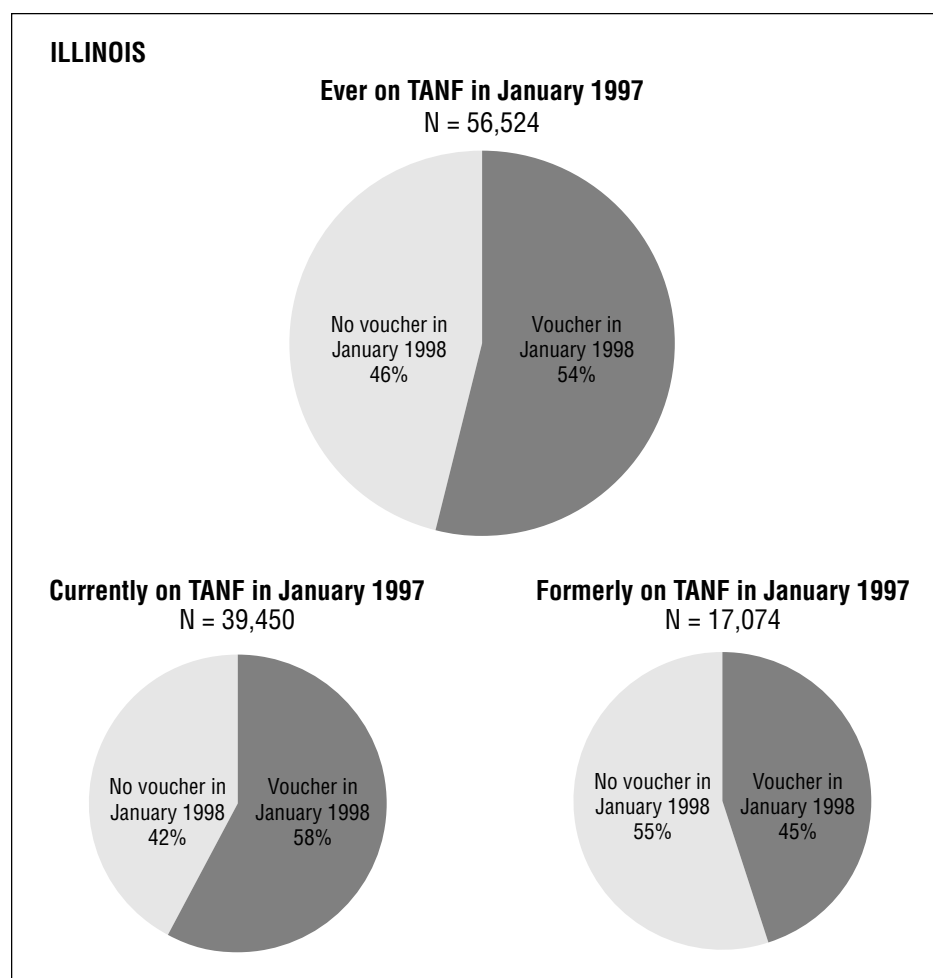 ILLINOIS
Ever on TANF in January 1997
N = 56,524
No voucher in
January 1998
46%
Voucher in
January 1998
54%
Currently on TANF in January 1997
N = 39,450
No voucher in
January 1998
42%
Voucher in
January 1998
58%
Formerly on TANF in January 1997
N = 17,074
No voucher in
January 1998
55%
Voucher in
January 1998
45%